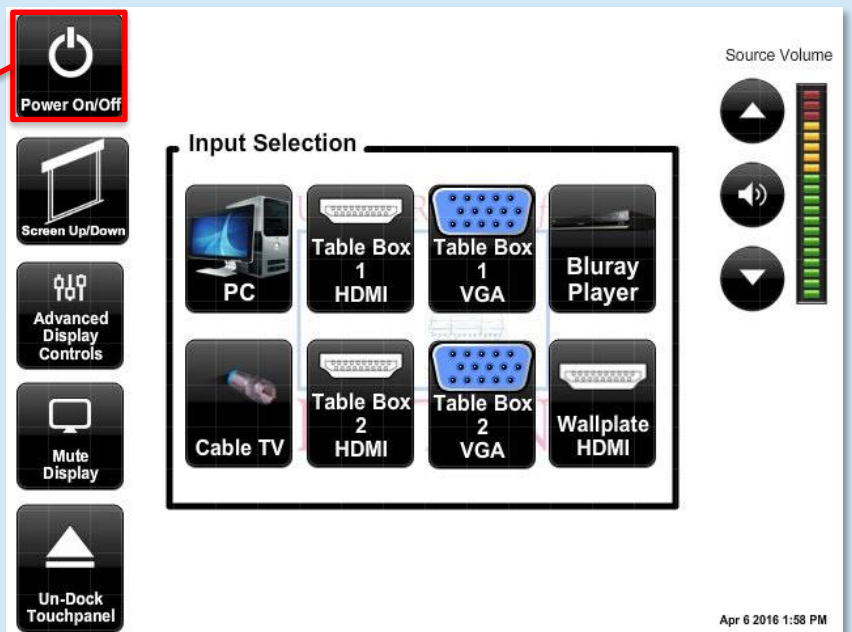 Power On/Off
Screen Up/Down
Advanced
Display
Controls
Mute
Display
Un-Dock
Touchpanel
Input Selection
PC
Table Box
1
HDMI
Table Box
1
VGA
Bluray
Player
Cable TV
Table Box
2
HDMI
Table Box
2
VGA
Wallplate
HDMI
Source Volume
Apr 6 2016 1:58 PM